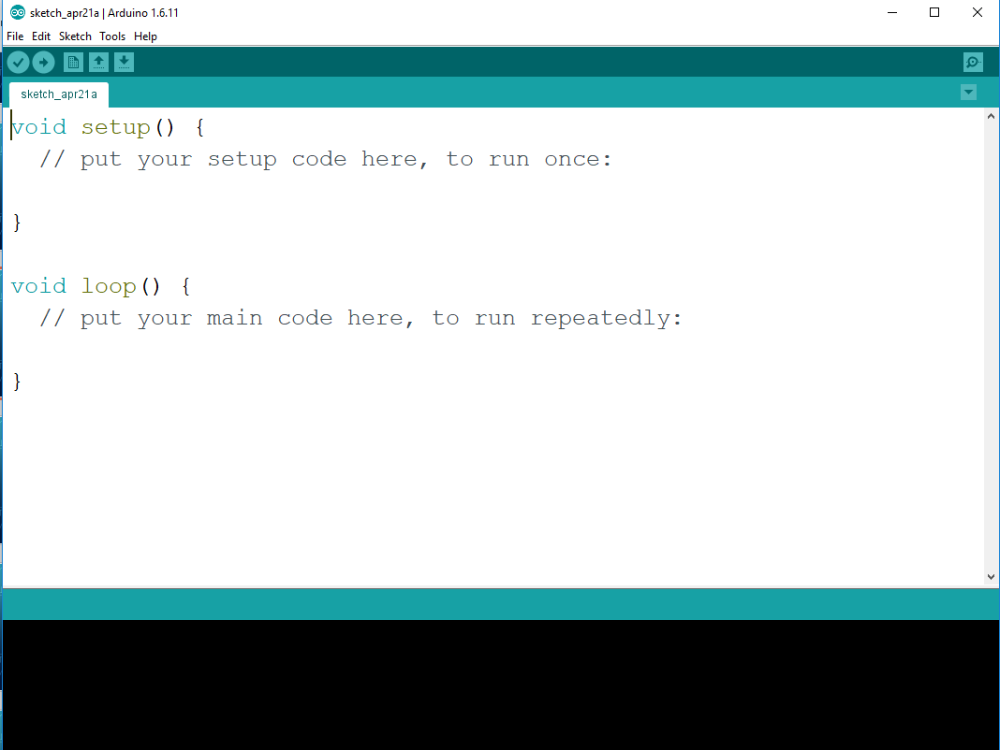 sketch_apr21a | Arduino 1.6.11
File Edit Sketch Tools Help
sketch_apr21a
void setup() {
  // put your setup code here, to run once:

}

void loop() {
  // put your main code here, to run repeatedly:

}